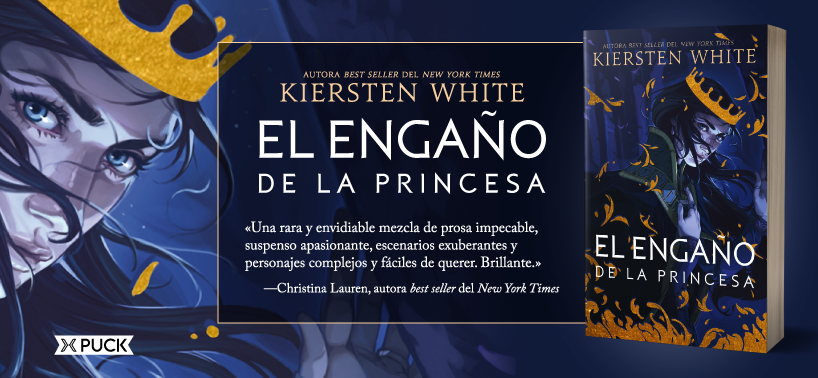 AUTORA BEST SELLER DEL NEW YORK TIMES
KIERSTEN WHITE
EL ENGAÑO
DE LA PRINCESA
«Una rara y envidiable mezcla de prosa impecable,
suspenso apasionante, escenarios exuberantes y
personajes complejos y fáciles de querer. Brillante.»
—Christina Lauren, autora best seller del New York Times
PUCK
AUTORA BEST SELLER DEL NEW YORK TIMES
KIERSTEN WHITE
EL ENGAÑO
DE LA PRINCESA